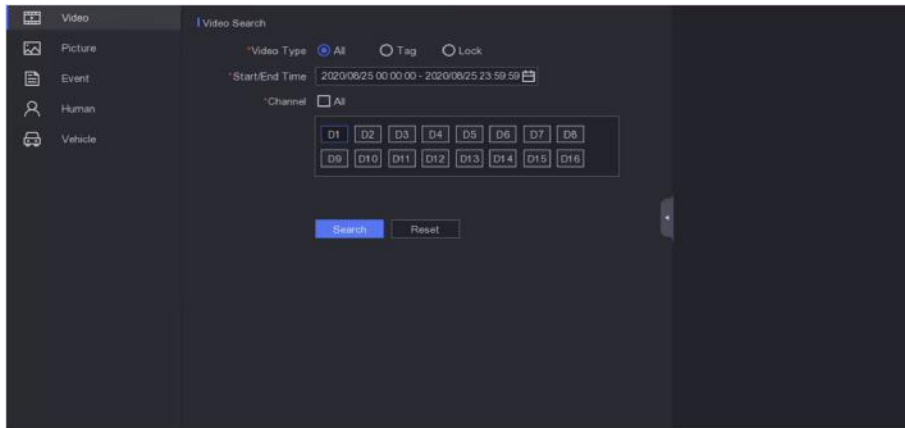 Video
Picture
Event
Human
Vehicle
Video Search
*Video Type All Tag Lock
*Start/End Time 2020/08/25 00:00:00 - 2020/08/25 23:59:59
*Channel All
D1 D2 D3 D4 D5 D6 D7 D8
D9 D10 D11 D12 D13 D14 D15 D16
Search Reset